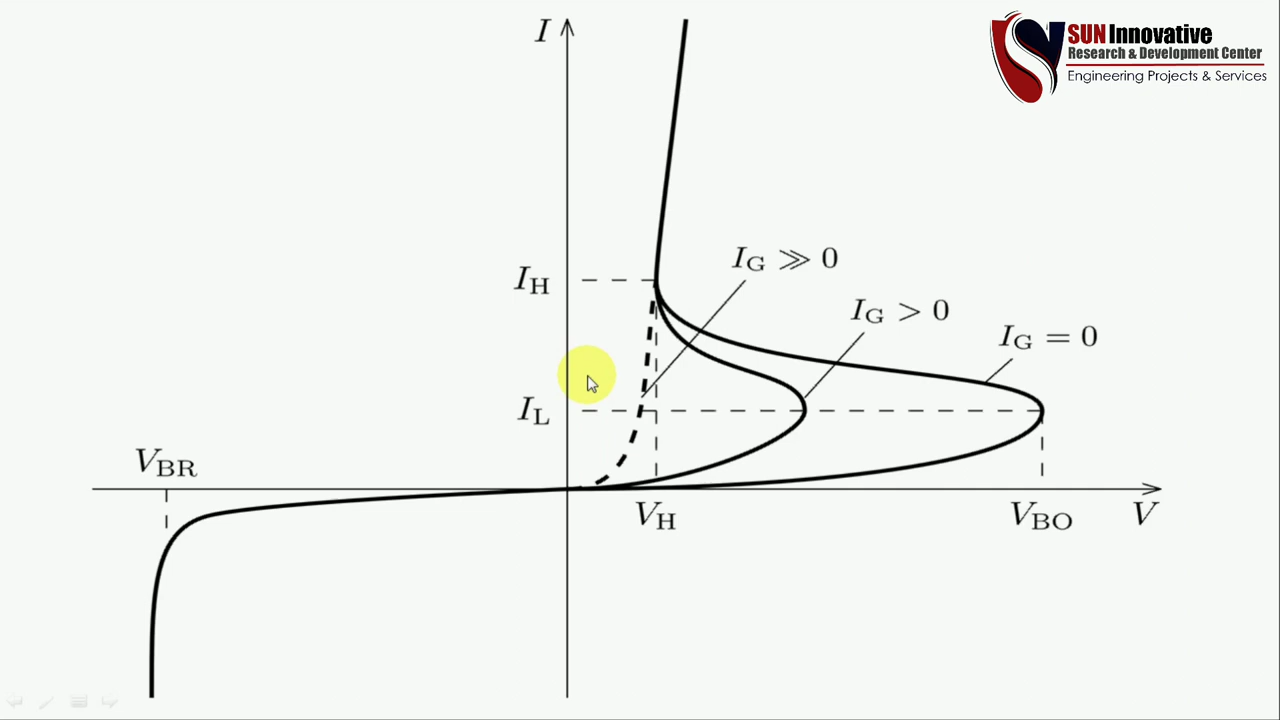 I
SUN Innovative
Research & Development Center
Engineering Projects & Services
I_G ≫ 0
I_H
I_G > 0
I_G = 0
I_L
V_BR
V_H
V_BO
V